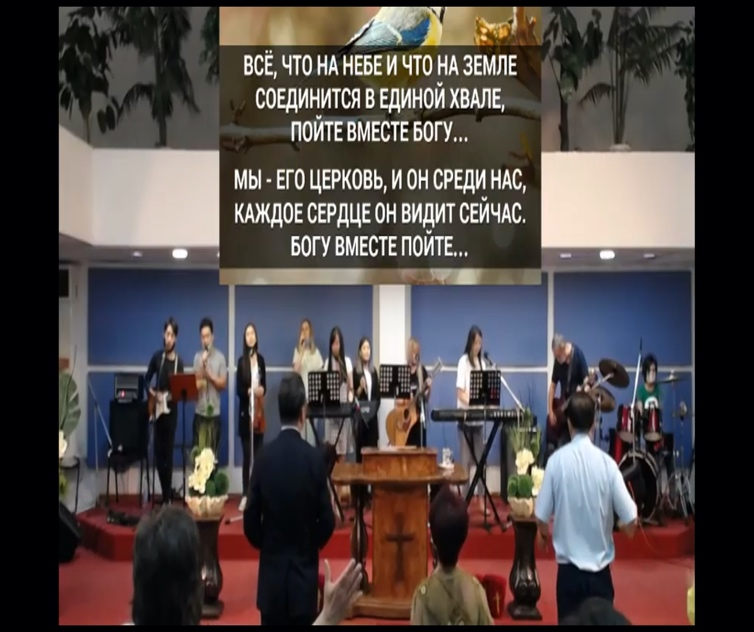 ВСЁ, ЧТО НА НЕБЕ И ЧТО НА ЗЕМЛЕ
СОЕДИНИТСЯ В ЕДИНОЙ ХВАЛЕ,
ПОЙТЕ ВМЕСТЕ БОГУ...
МЫ - ЕГО ЦЕРКОВЬ, И ОН СРЕДИ НАС,
КАЖДОЕ СЕРДЦЕ ОН ВИДИТ СЕЙЧАС.
БОГУ ВМЕСТЕ ПОЙТЕ...